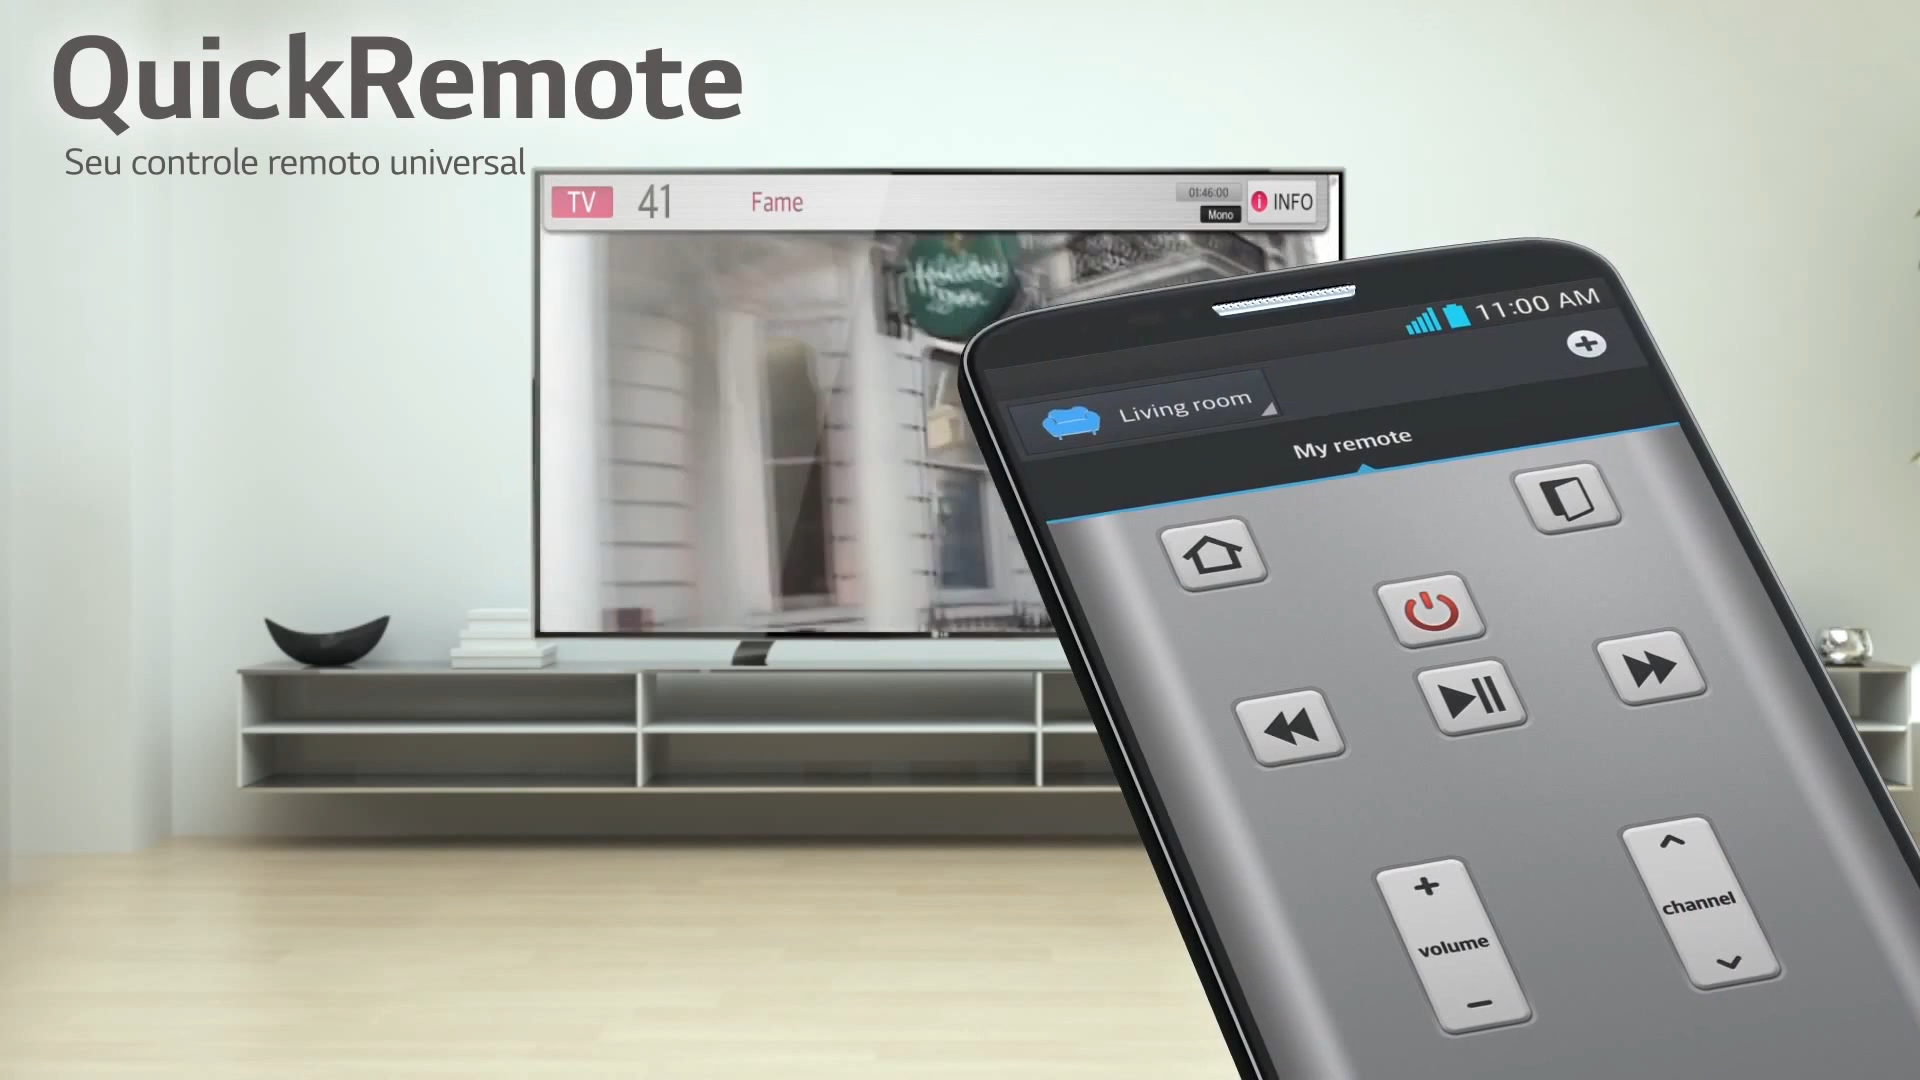 QuickRemote
Seu controle remoto universal
TV 41 Fame 01:46:00 Mono i INFO
11:00 AM
Living room
My remote
+ volume -
channel